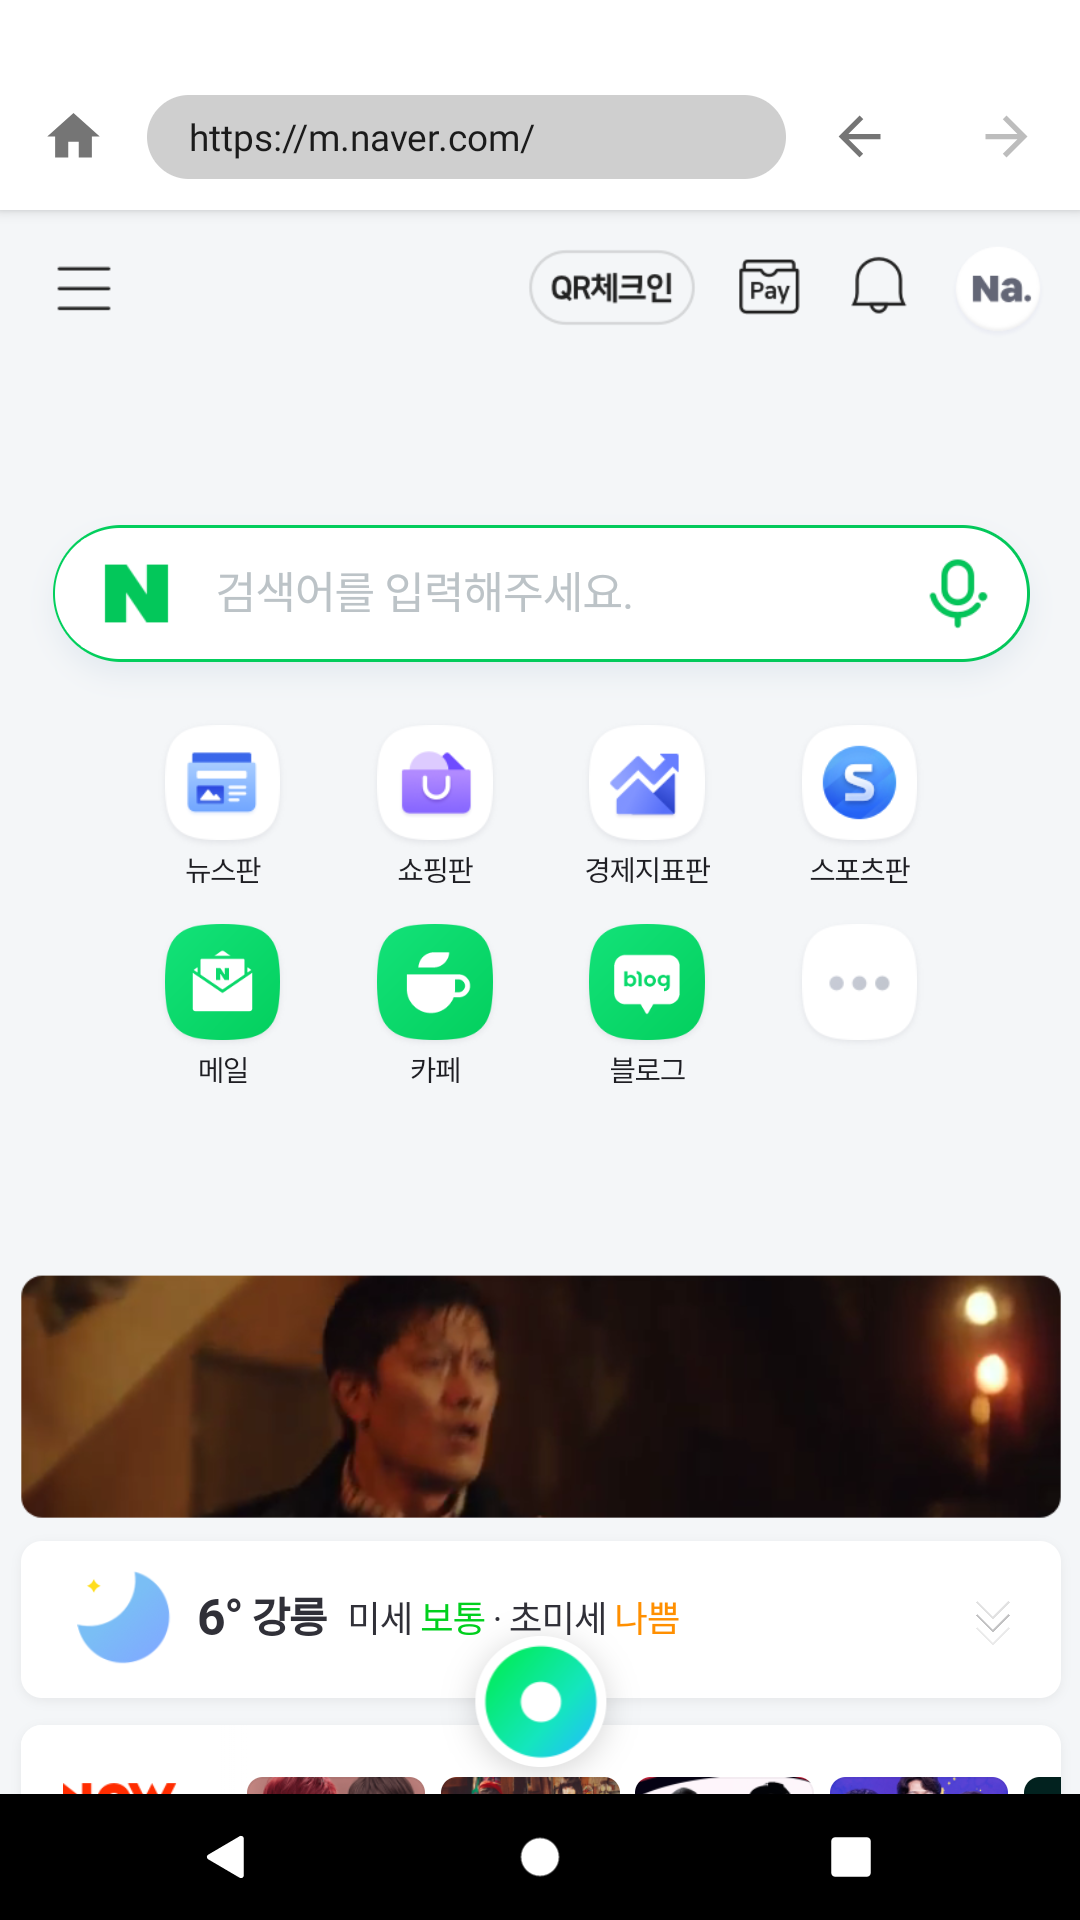 https://m.naver.com/
QR체크인
Pay
Na.
N
검색어를 입력해주세요.
S
뉴스판
쇼핑판
경제지표판
스포츠판
N
blog
메일
카페
블로그
6° 강릉 미세 보통 · 초미세 나쁨
NOW